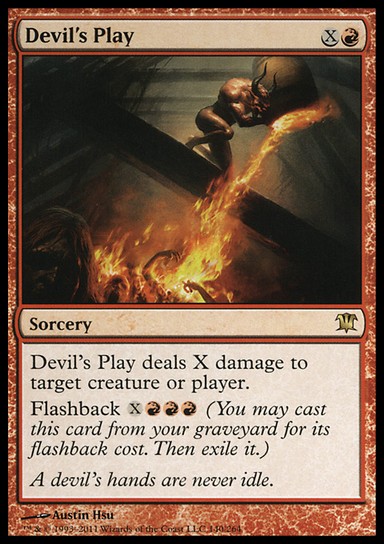 Devil's Play X
Sorcery
Devil's Play deals X damage to
target creature or player.
Flashback X (You may cast
this card from your graveyard for its
flashback cost. Then exile it.)
A devil's hands are never idle.
Austin Hsu
™ & © 1993–2011 Wizards of the Coast LLC 140/264